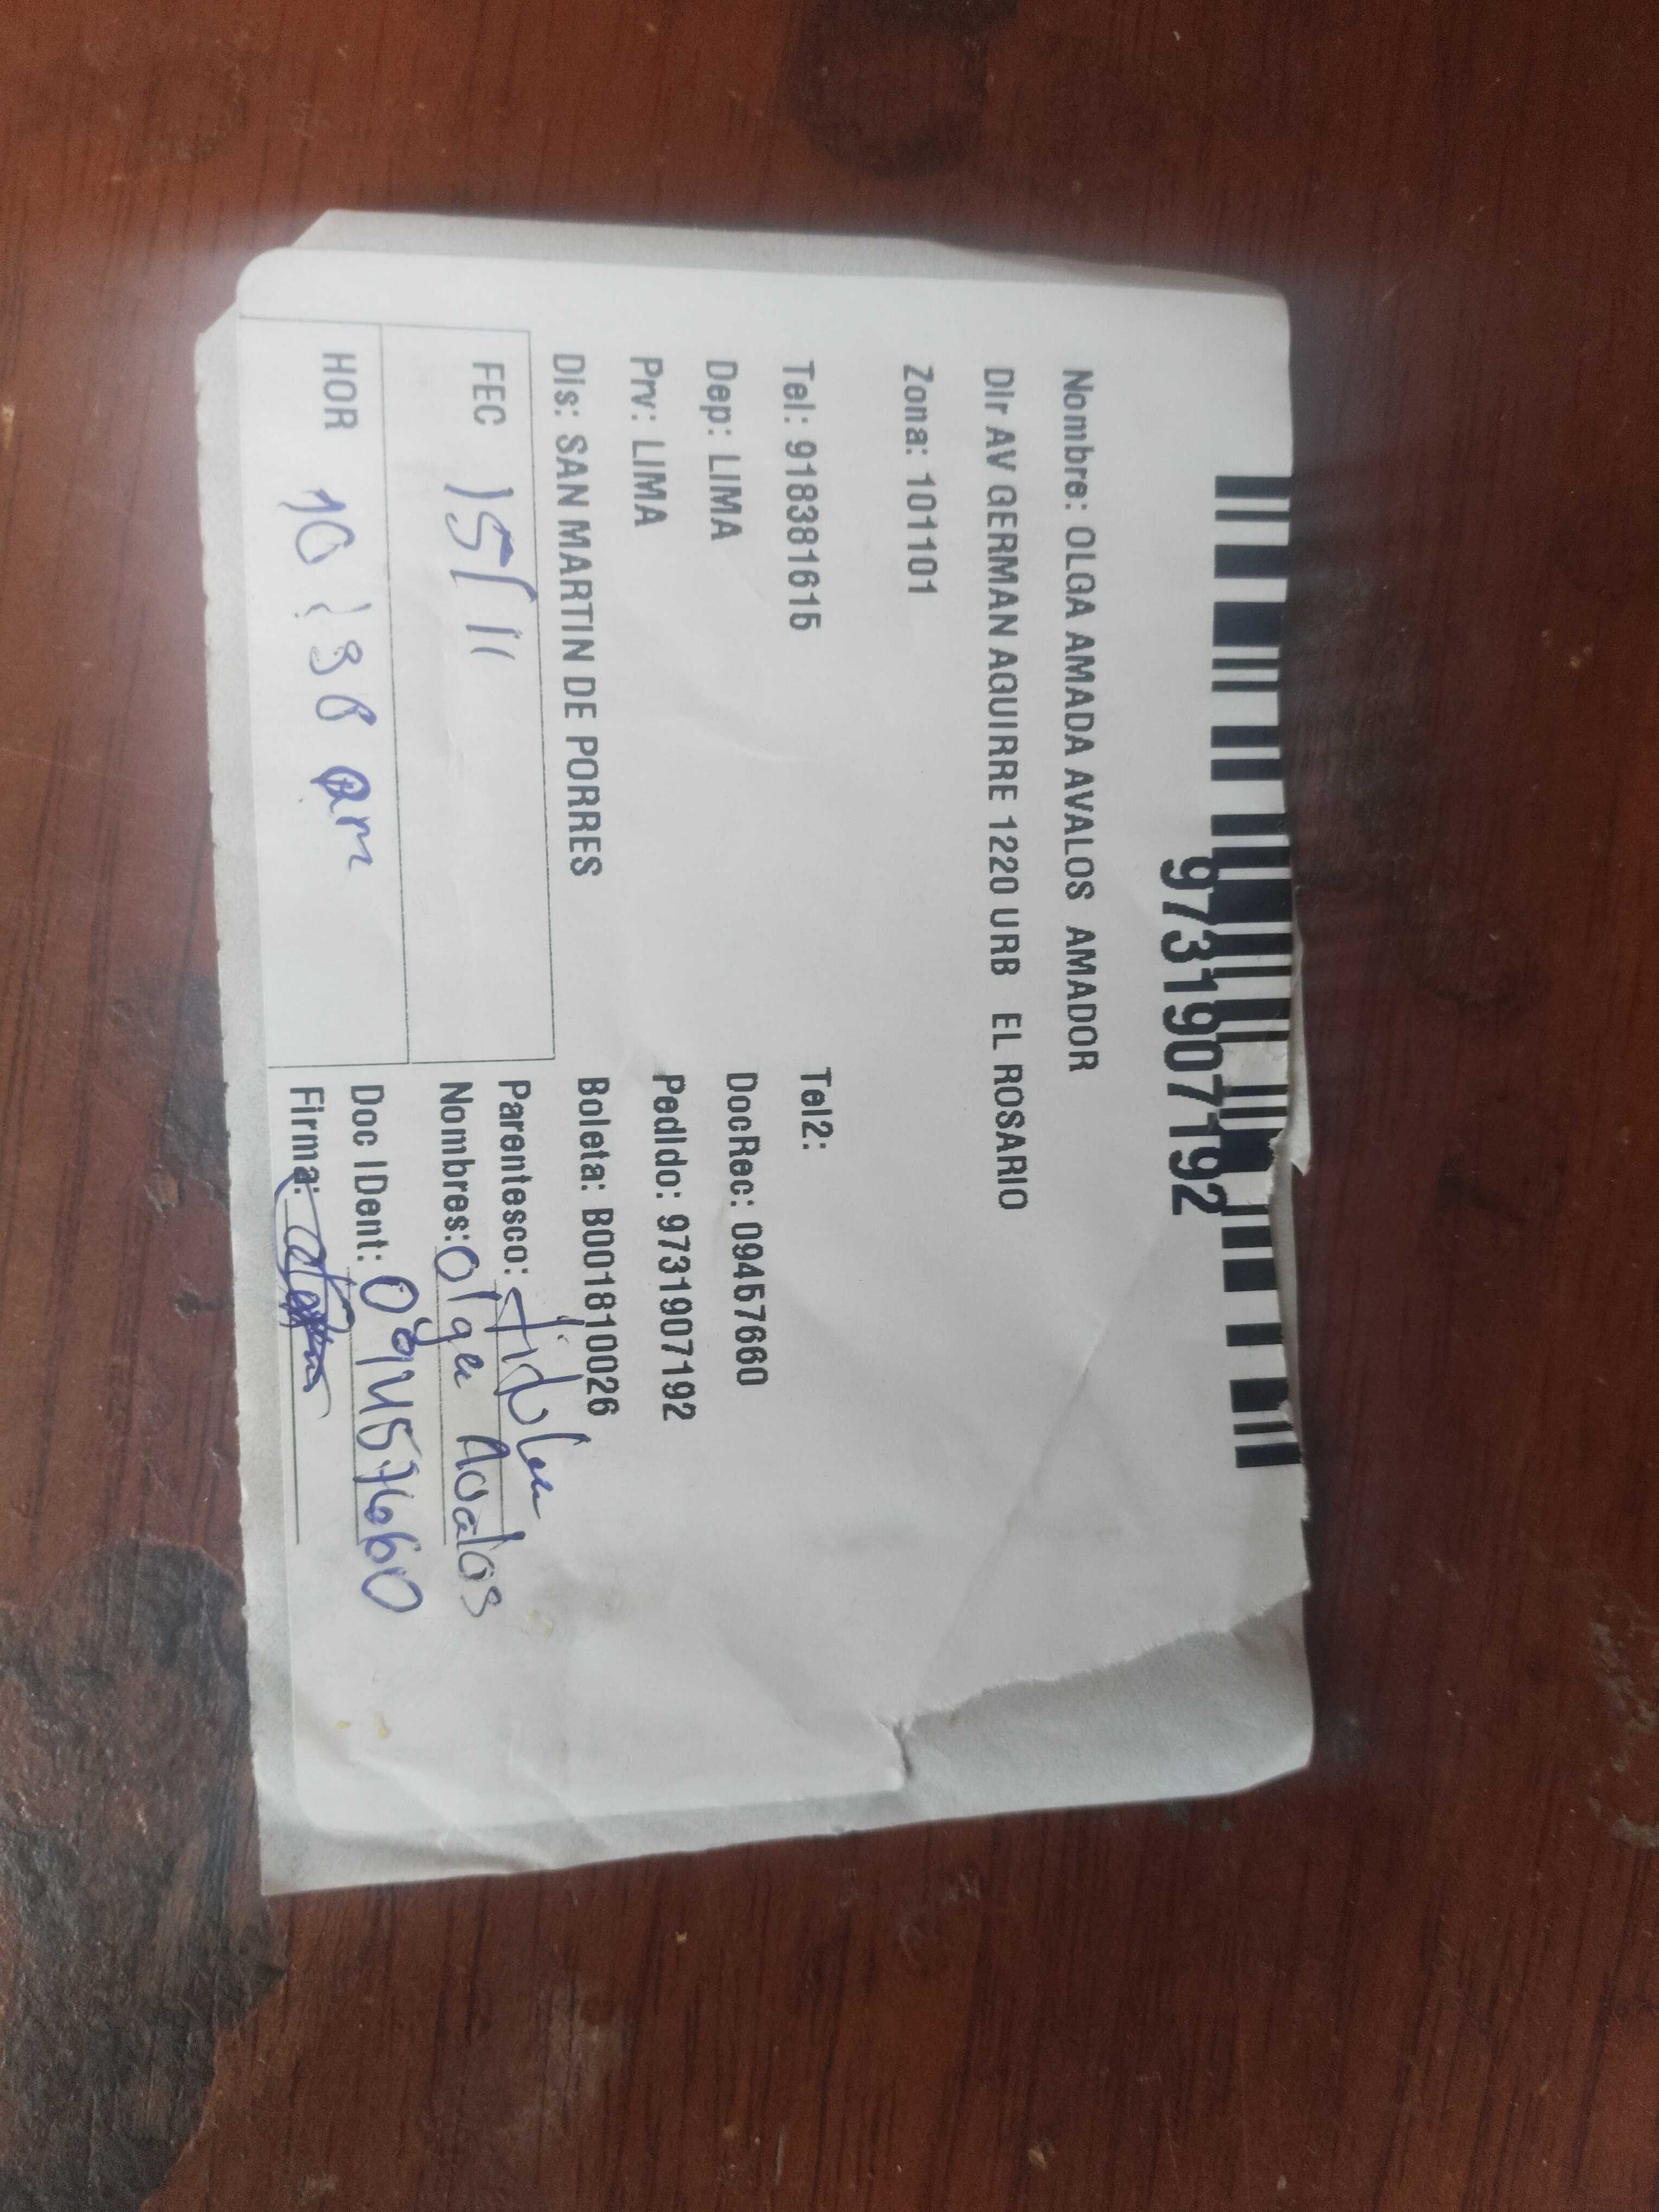 9731907192
Nombre: OLGA AMADA AVALOS AMADOR
Dir AV GERMAN AGUIRRE 1220 URB EL ROSARIO
Zona: 101101
Tel: 918381615 Tel2:
Dep: LIMA DocRec: 09457660
Prv: LIMA Pedido: 9731907192
Dis: SAN MARTIN DE PORRES Boleta: B001810026
FEC 15/11 Parentesco:
Nombres: Olga Avalos
HOR 10:30 am Doc IDent: 09457660
Firma: